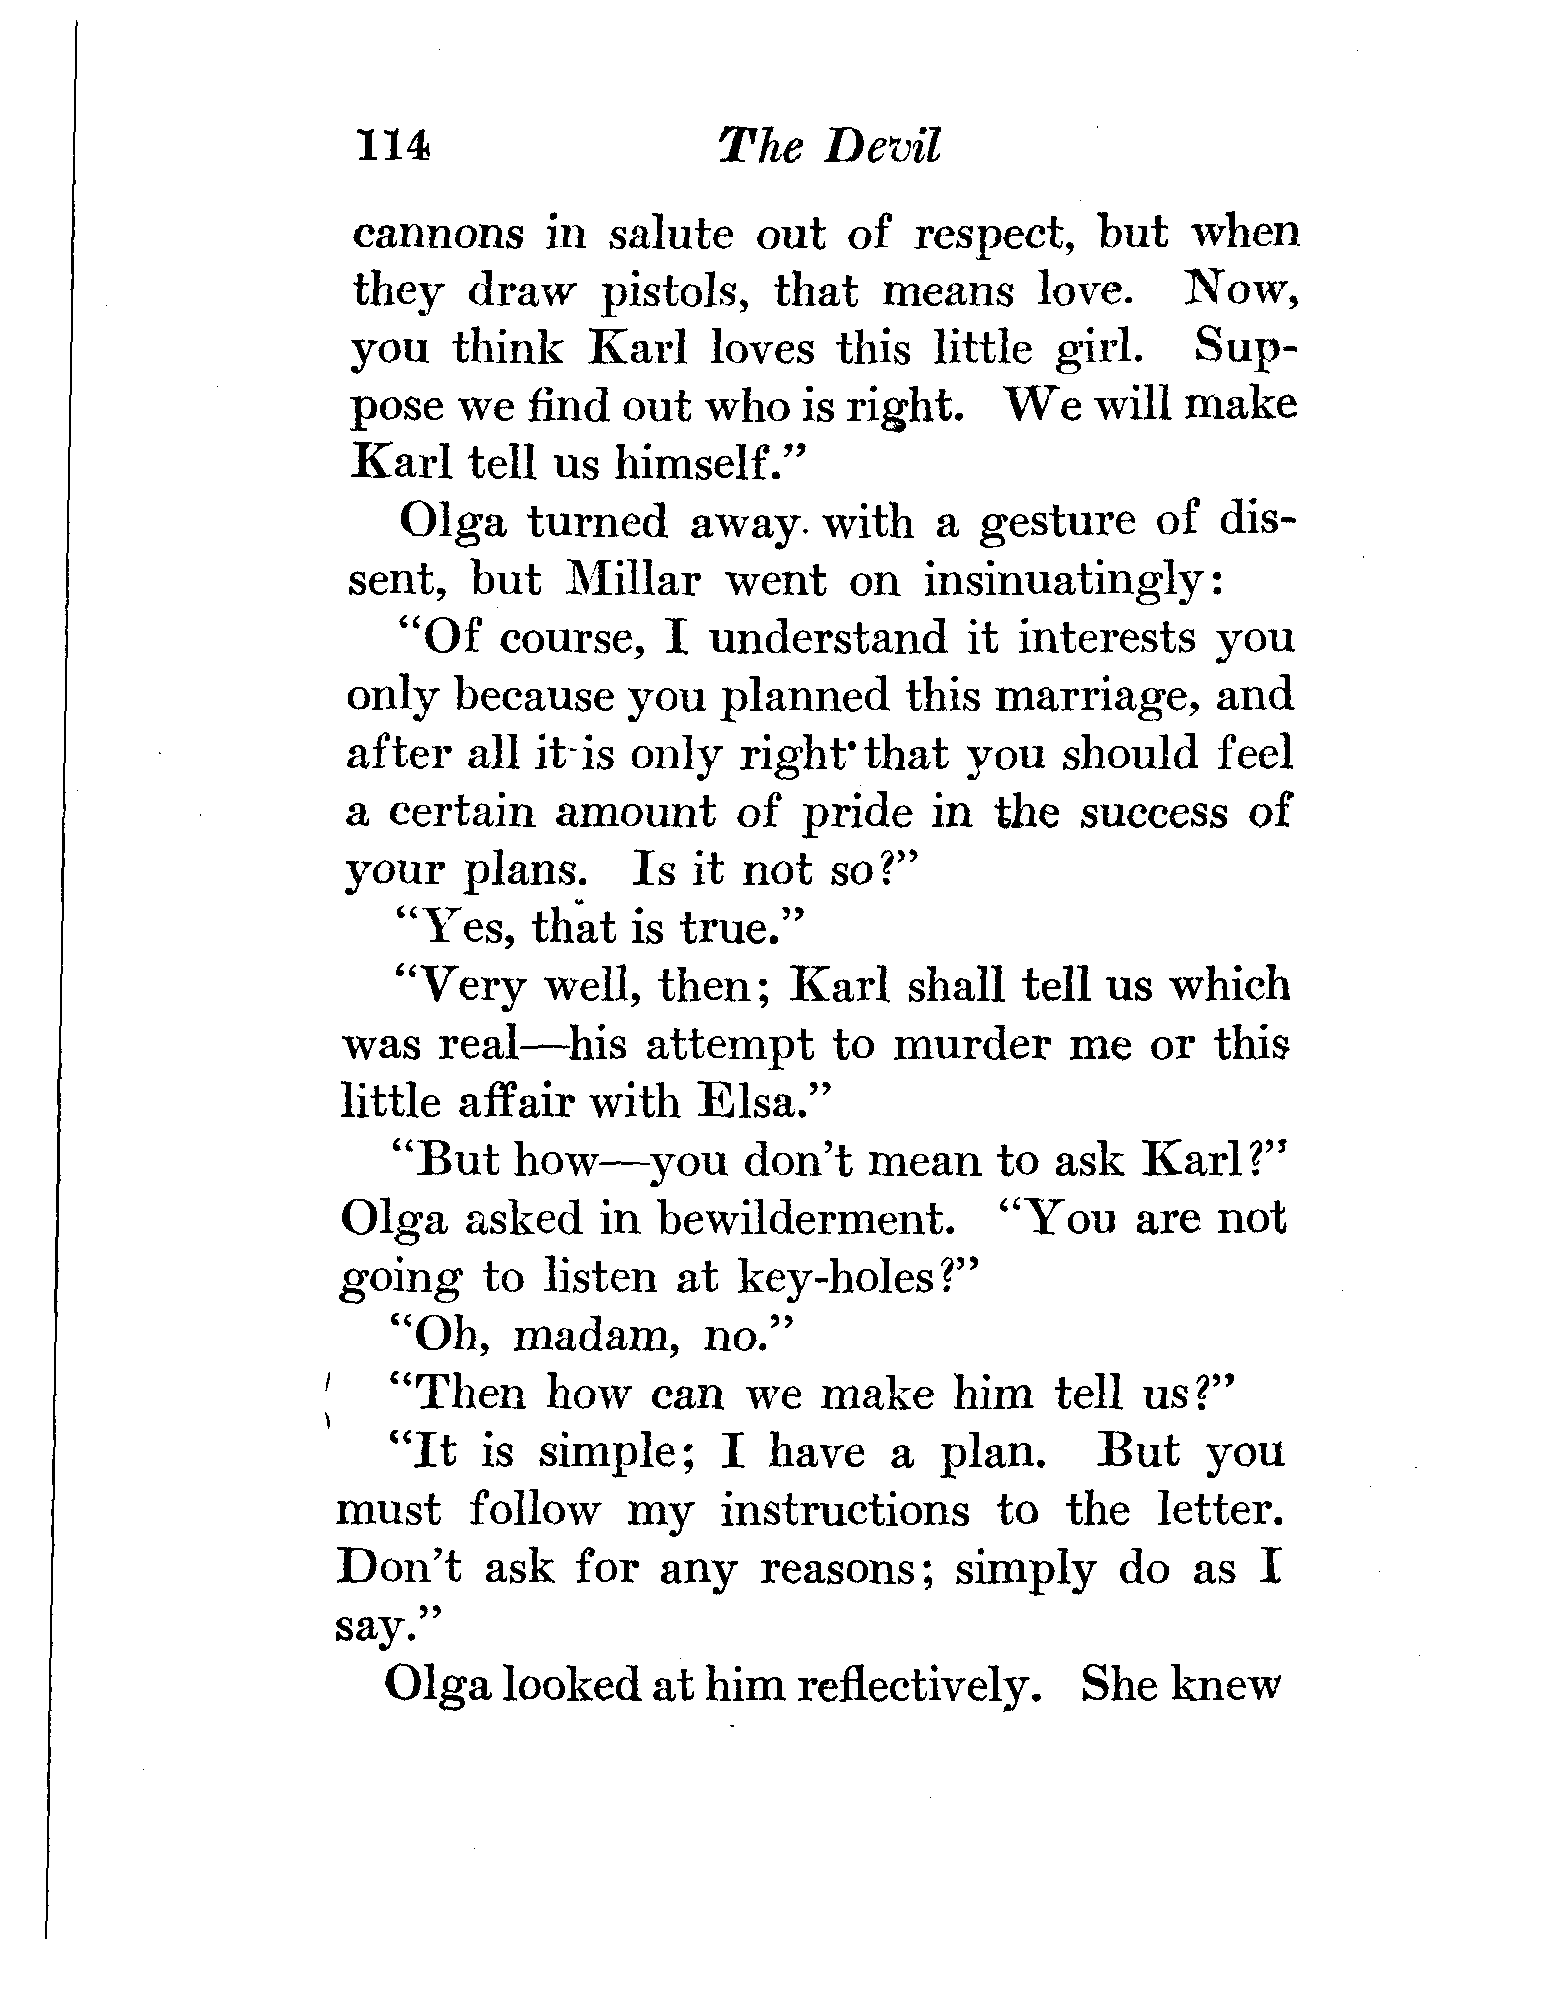 114 The Devil
cannons in salute out of respect, but when
they draw pistols, that means love. Now,
you think Karl loves this little girl. Sup-
pose we find out who is right. We will make
Karl tell us himself.”
Olga turned away with a gesture of dis-
sent, but Millar went on insinuatingly:
“Of course, I understand it interests you
only because you planned this marriage, and
after all it is only right that you should feel
a certain amount of pride in the success of
your plans. Is it not so?”
“Yes, that is true.”
“Very well, then; Karl shall tell us which
was real—his attempt to murder me or this
little affair with Elsa.”
“But how—you don’t mean to ask Karl?”
Olga asked in bewilderment. “You are not
going to listen at key-holes?”
“Oh, madam, no.”
“Then how can we make him tell us?”
“It is simple; I have a plan. But you
must follow my instructions to the letter.
Don’t ask for any reasons; simply do as I
say.”
Olga looked at him reflectively. She knew